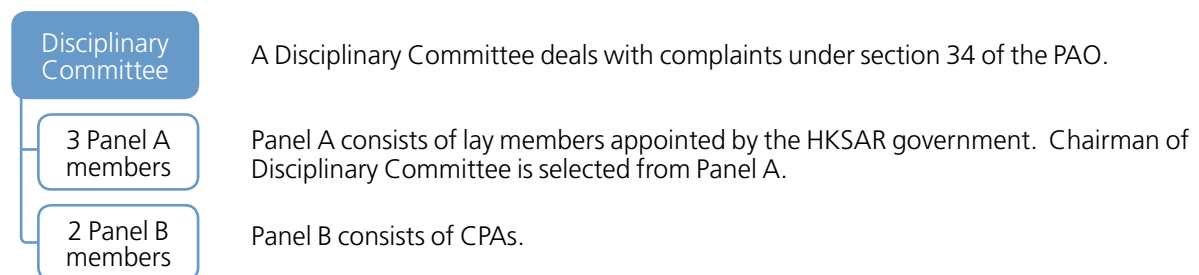 Disciplinary
Committee
A Disciplinary Committee deals with complaints under section 34 of the PAO.
3 Panel A
members
Panel A consists of lay members appointed by the HKSAR government.  Chairman of
Disciplinary Committee is selected from Panel A.
2 Panel B
members
Panel B consists of CPAs.